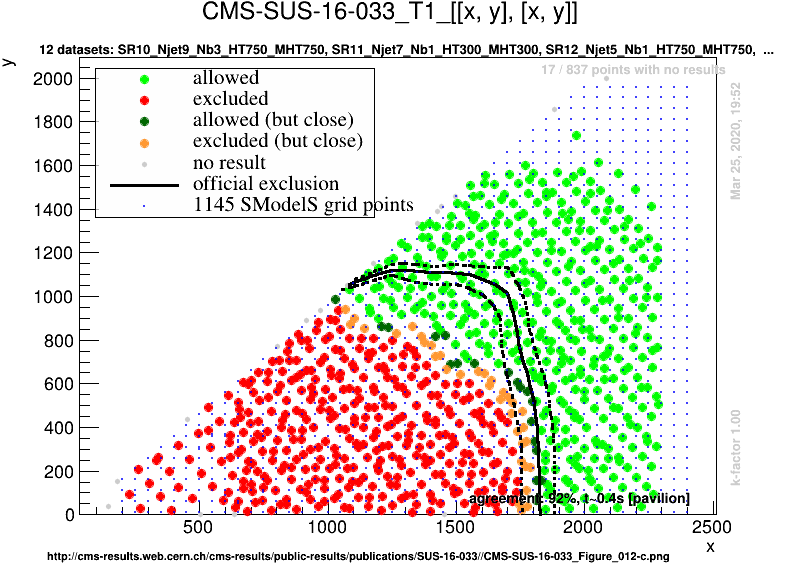 CMS-SUS-16-033_T1_[[x, y], [x, y]]
12 datasets: SR10_Njet9_Nb3_HT750_MHT750, SR11_Njet7_Nb1_HT300_MHT300, SR12_Njet5_Nb1_HT750_MHT750, ...
y
17 / 837 points with no results
allowed
excluded
allowed (but close)
excluded (but close)
no result
official exclusion
1145 SModelS grid points
Mar 25, 2020, 19:52
k-factor 1.00
2000
1800
1600
1400
1200
1000
800
600
400
200
0
agreement: 92%, t~0.4s [pavilion]
500 1000 1500 2000 2500
x
http://cms-results.web.cern.ch/cms-results/public-results/publications/SUS-16-033//CMS-SUS-16-033_Figure_012-c.png